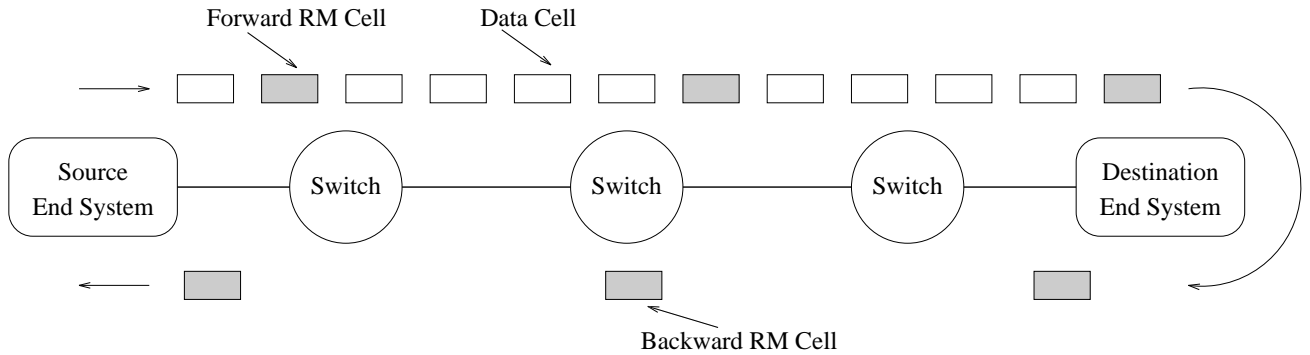 Forward RM Cell
Data Cell
Source
End System
Switch
Switch
Switch
Destination
End System
Backward RM Cell